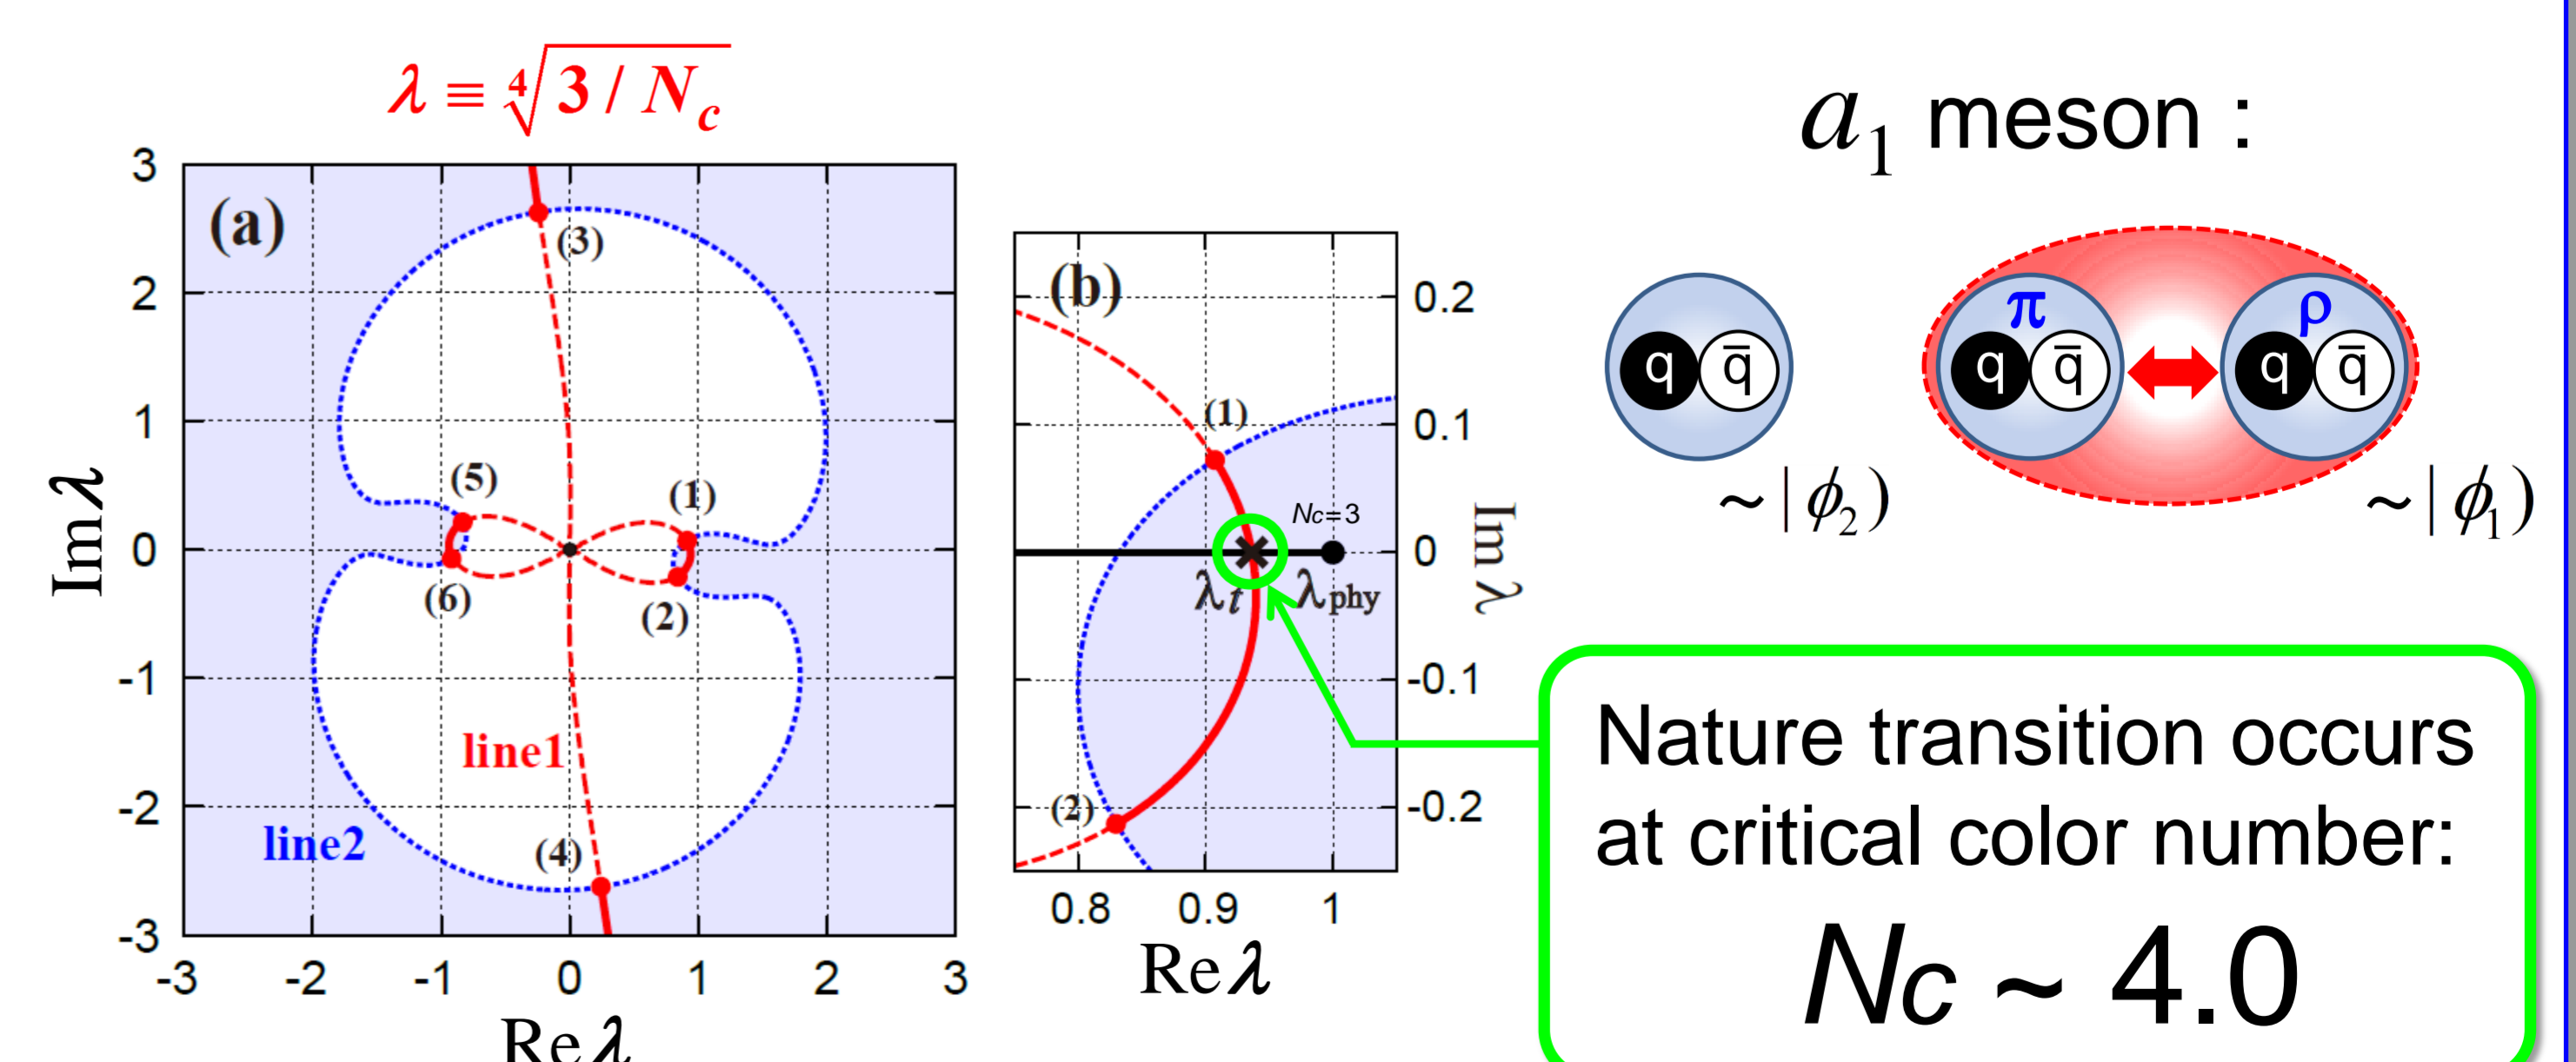 λ ≡ ∜3 / Nc
3
2
1
0
-1
-2
-3
Imλ
(a)
(3)
(5)
(1)
(6)
(2)
(4)
line1
line2
-3 -2 -1 0 1 2 3
Reλ
(b)
(1)
Nc=3
λt λphy
(2)
0.2
0.1
0
-0.1
-0.2
Imλ
0.8 0.9 1
Reλ
a1 meson :
π ρ
q q̄ q q̄ q q̄
~|ϕ2) ~|ϕ1)
Nature transition occurs
at critical color number:
Nc ~ 4.0